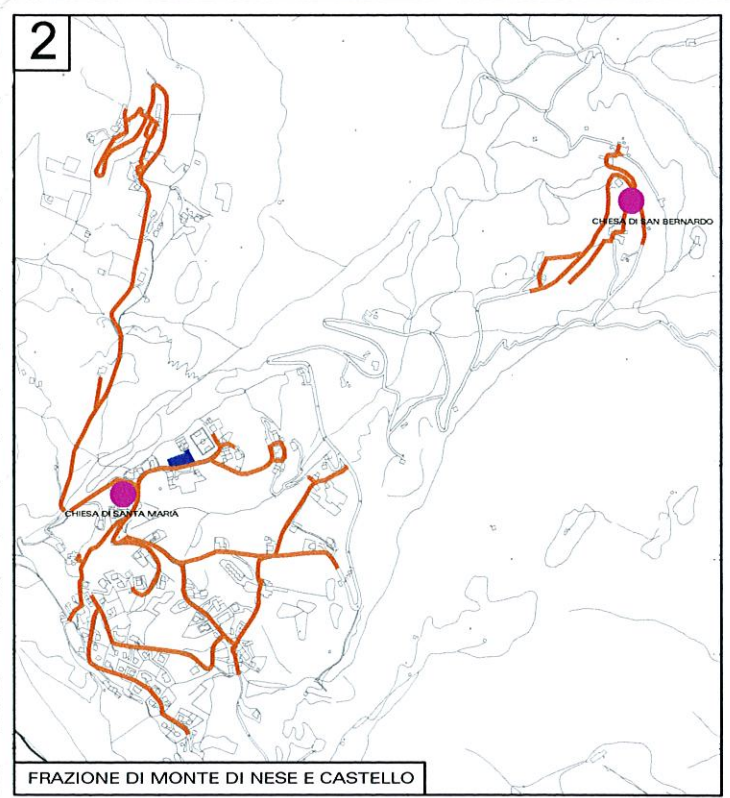 2
CHIESA DI SAN BERNARDO
CHIESA DI SANTA MARIA
FRAZIONE DI MONTE DI NESE E CASTELLO